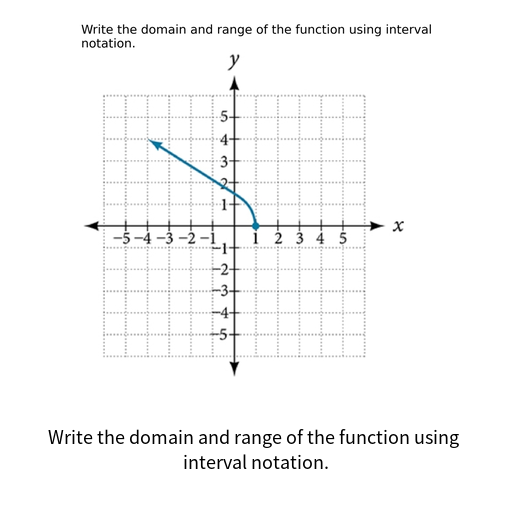 Write the domain and range of the function using interval
notation.
y
5
4
3
2
1
−5 −4 −3 −2 −1 1 2 3 4 5 x
−1
−2
−3
−4
−5
Write the domain and range of the function using
interval notation.